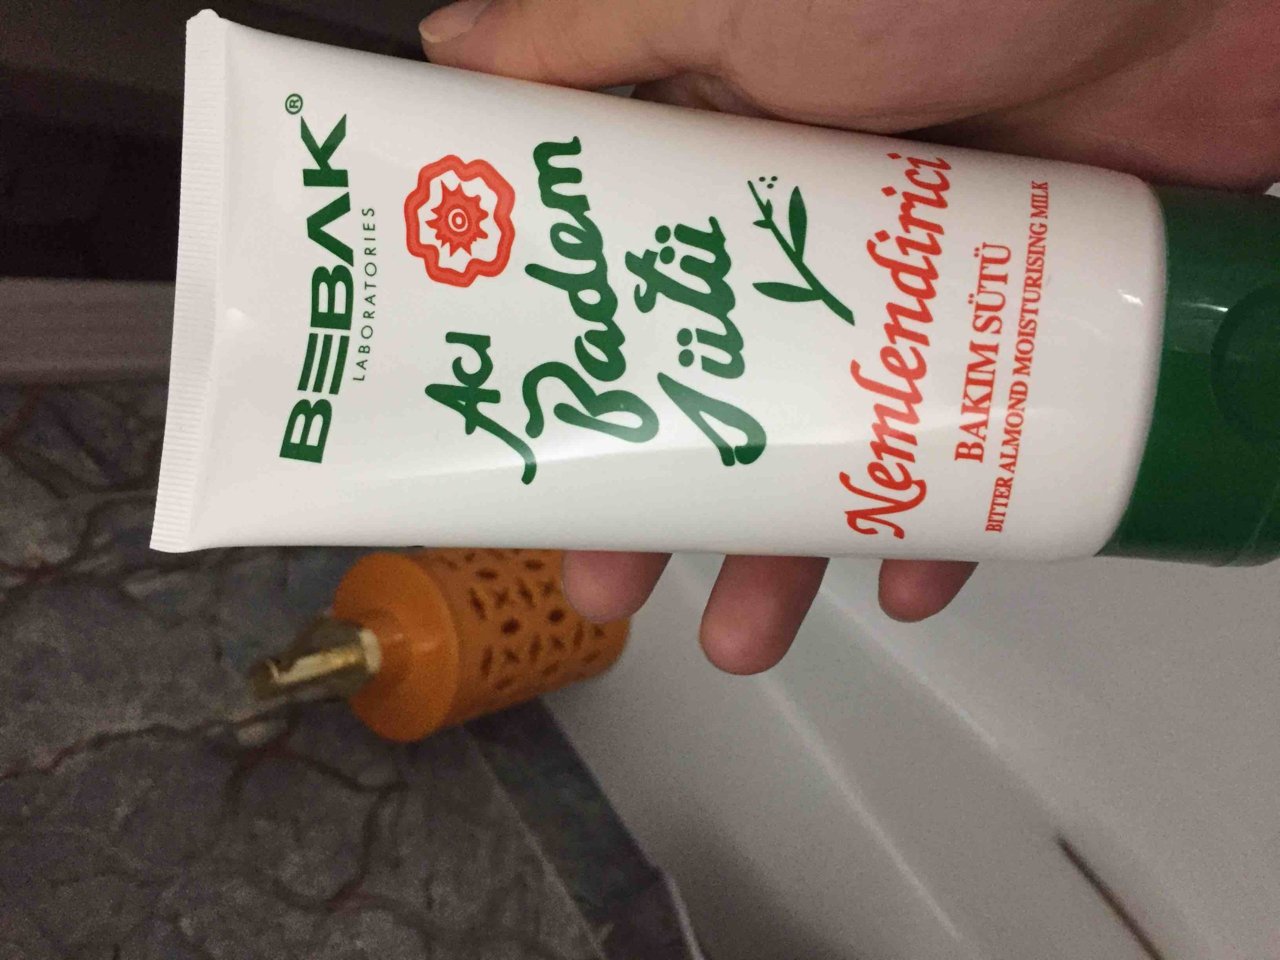 BEBAK®
LABORATORIES
Acı
Badem
Sütü
Nemlendirici
BAKIM SÜTÜ
BITTER ALMOND MOISTURISING MILK